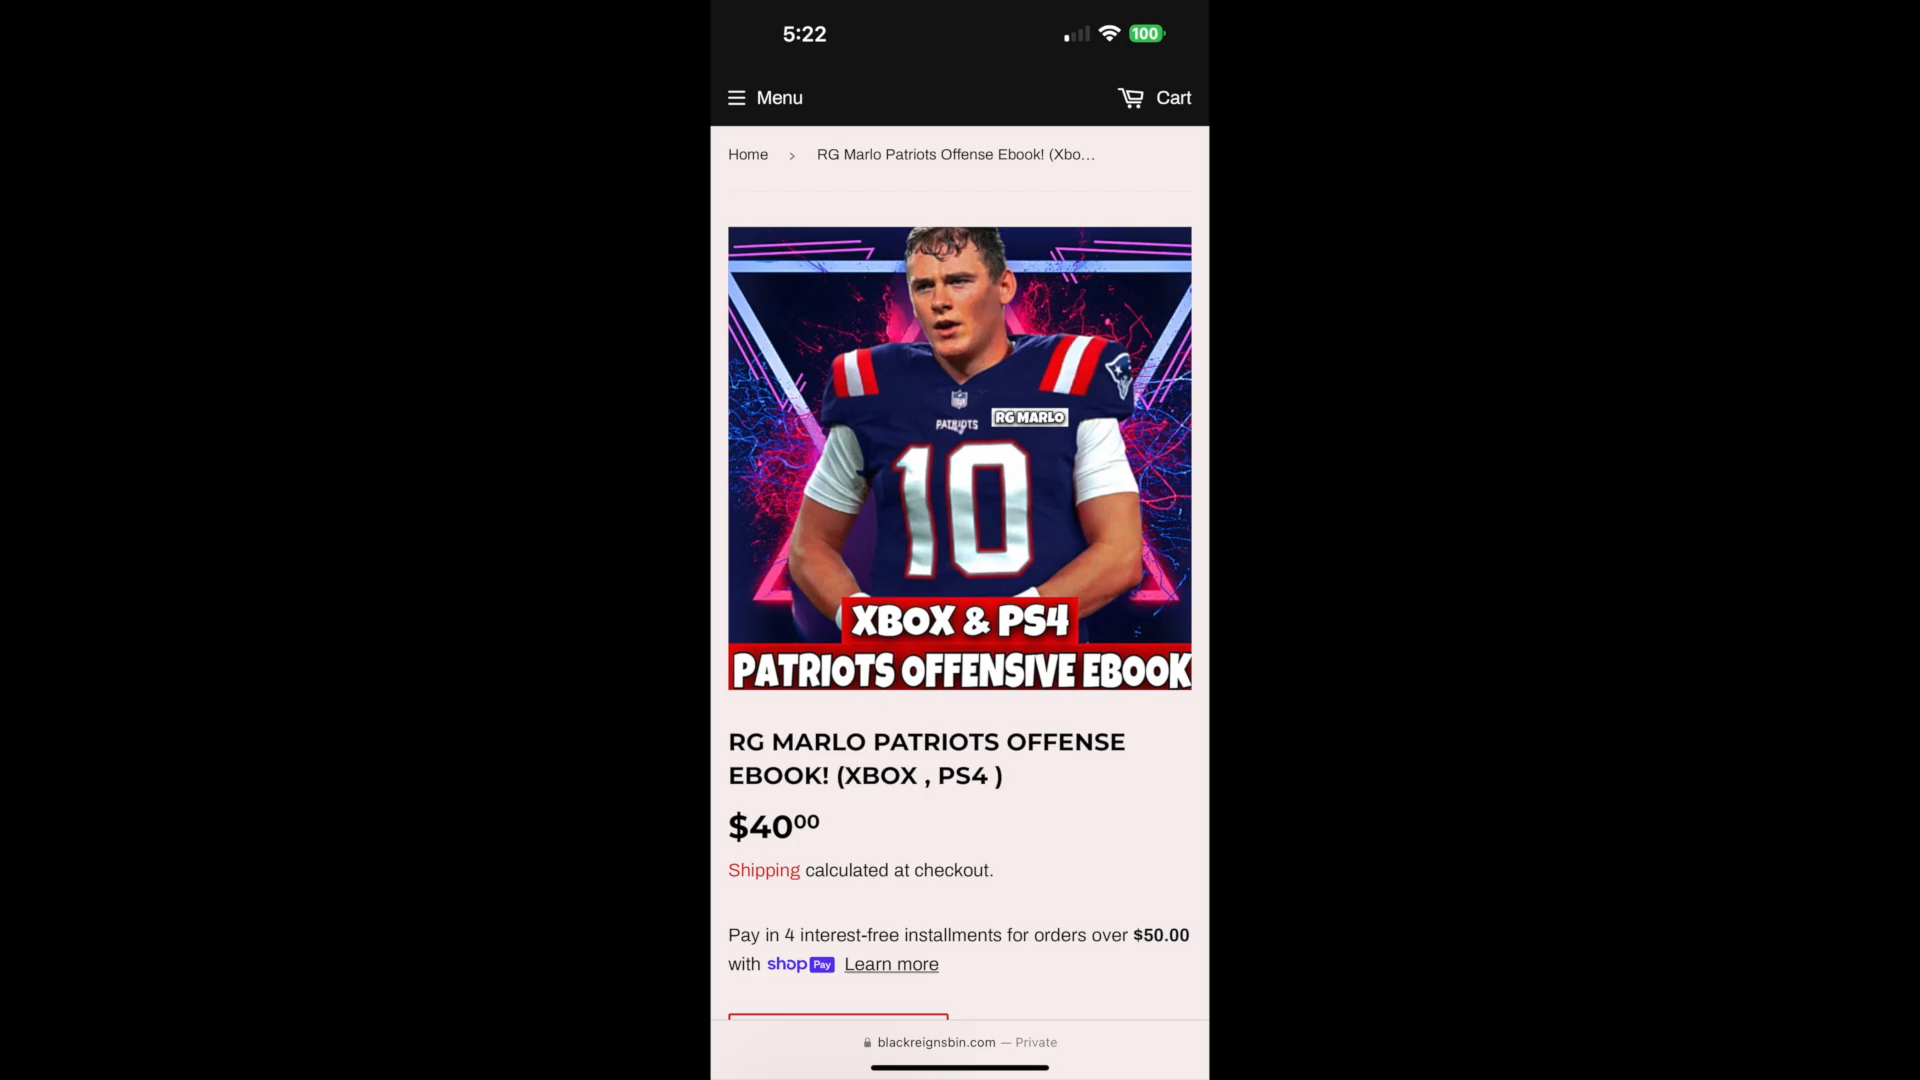 5:22
100
Menu
Cart
Home > RG Marlo Patriots Offense Ebook! (Xbo...
PATRIOTS
RG MARLO
10
XBOX & PS4
PATRIOTS OFFENSIVE EBOOK
RG MARLO PATRIOTS OFFENSE
EBOOK! (XBOX , PS4 )
$40⁰⁰
Shipping calculated at checkout.
Pay in 4 interest-free installments for orders over $50.00
with shop Pay Learn more
blackreignsbin.com — Private